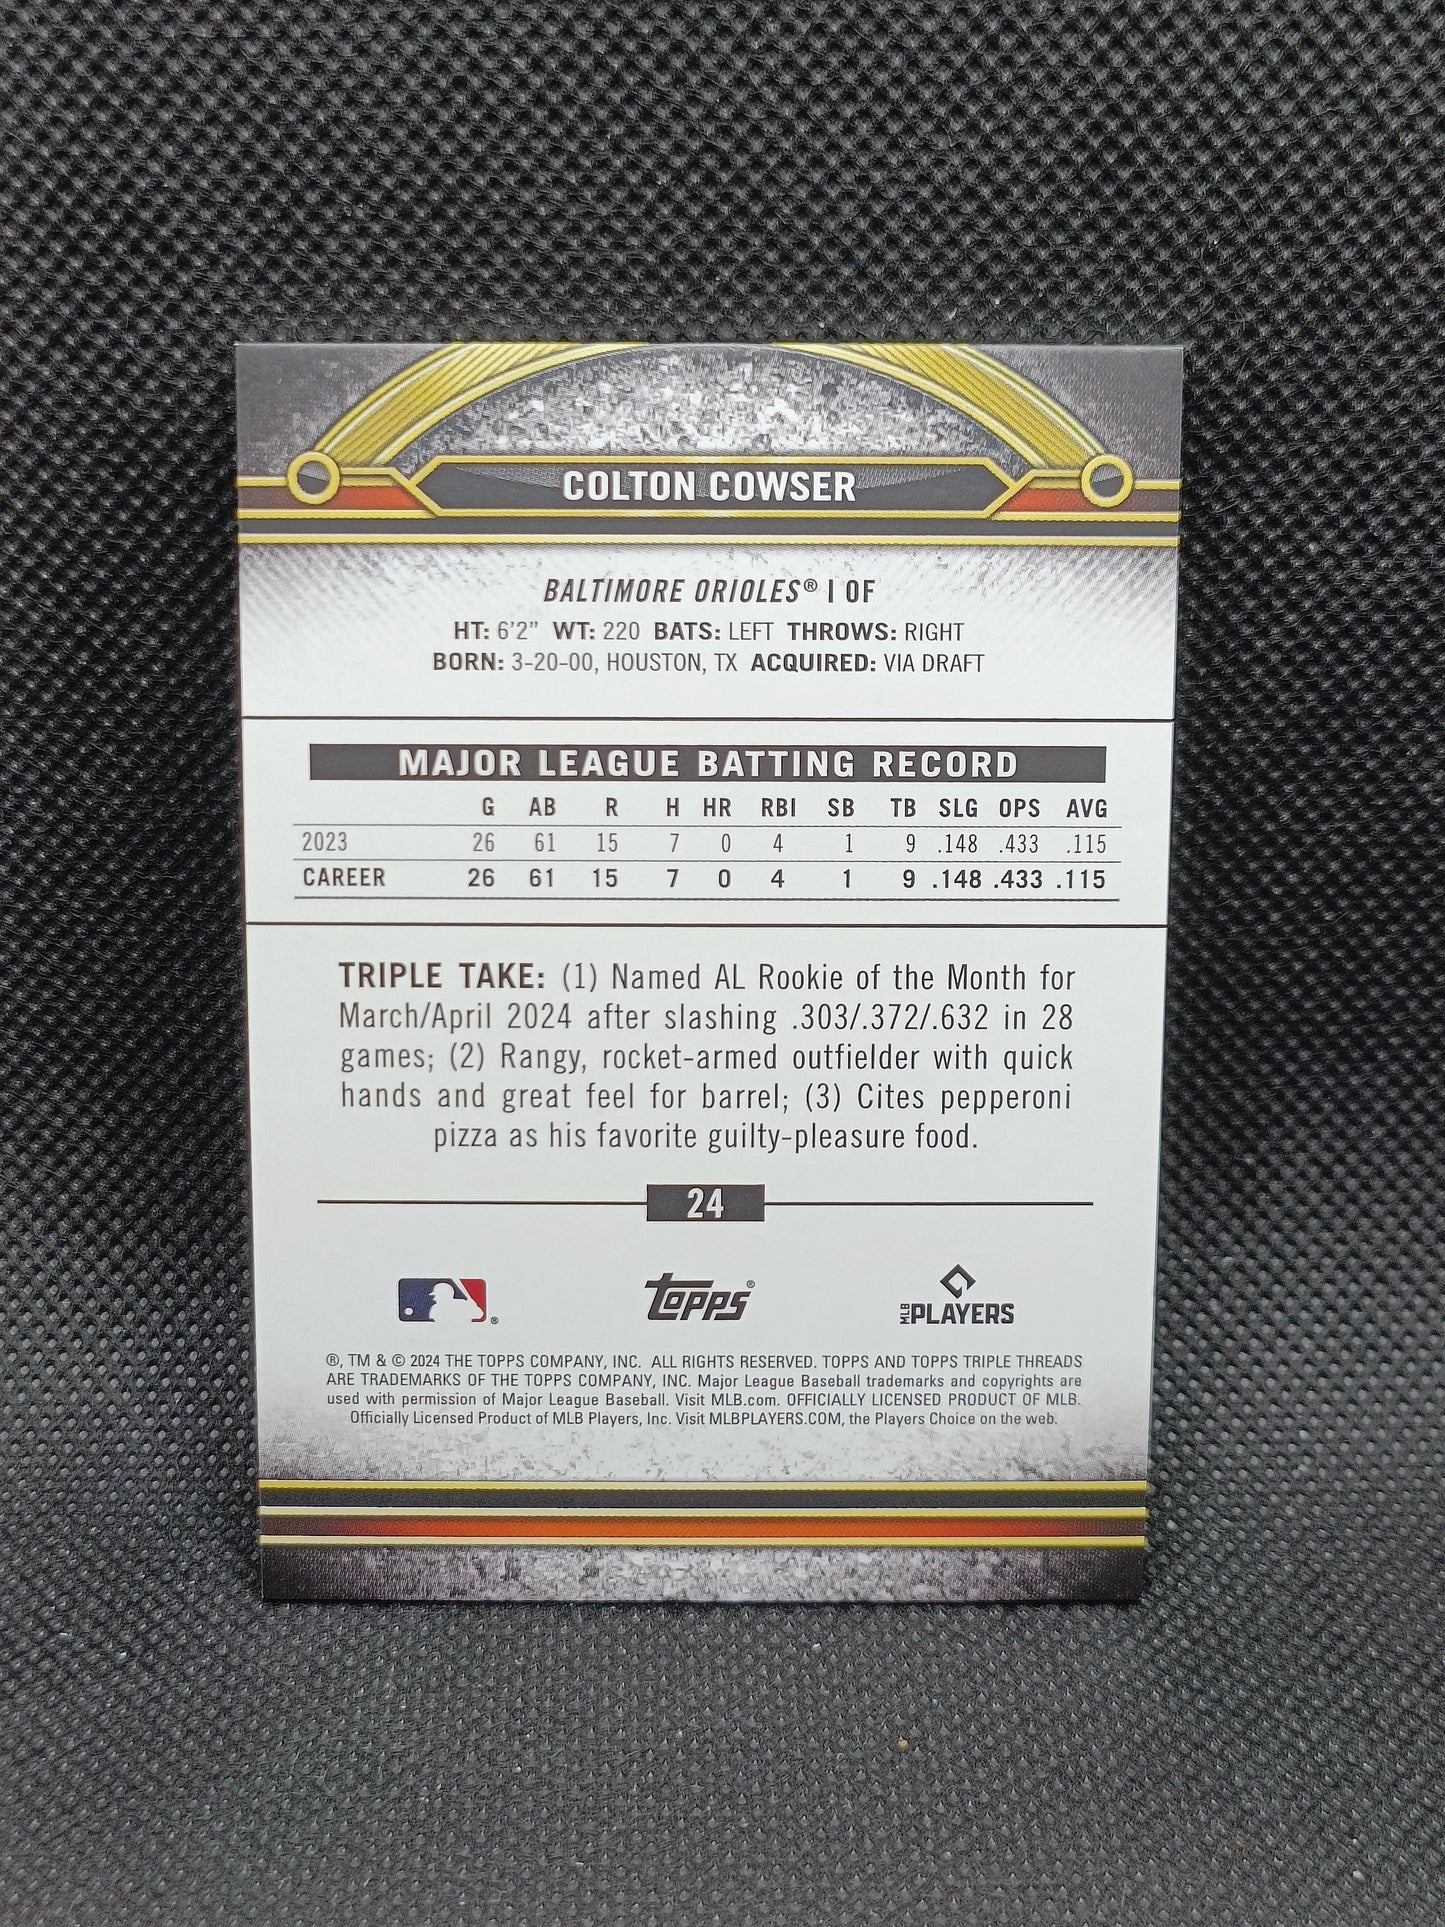 COLTON COWSER
BALTIMORE ORIOLES® | OF
HT: 6'2" WT: 220 BATS: LEFT THROWS: RIGHT
BORN: 3-20-00, HOUSTON, TX ACQUIRED: VIA DRAFT
MAJOR LEAGUE BATTING RECORD
G AB R H HR RBI SB TB SLG OPS AVG
2023 26 61 15 7 0 4 1 9 .148 .433 .115
CAREER 26 61 15 7 0 4 1 9 .148 .433 .115
TRIPLE TAKE: (1) Named AL Rookie of the Month for
March/April 2024 after slashing .303/.372/.632 in 28
games; (2) Rangy, rocket-armed outfielder with quick
hands and great feel for barrel; (3) Cites pepperoni
pizza as his favorite guilty-pleasure food.
24
® topps® MLB PLAYERS
®, TM & © 2024 THE TOPPS COMPANY, INC. ALL RIGHTS RESERVED. TOPPS AND TOPPS TRIPLE THREADS
ARE TRADEMARKS OF THE TOPPS COMPANY, INC. Major League Baseball trademarks and copyrights are
used with permission of Major League Baseball. Visit MLB.com. OFFICIALLY LICENSED PRODUCT OF MLB.
Officially Licensed Product of MLB Players, Inc. Visit MLBPLAYERS.COM, the Players Choice on the web.